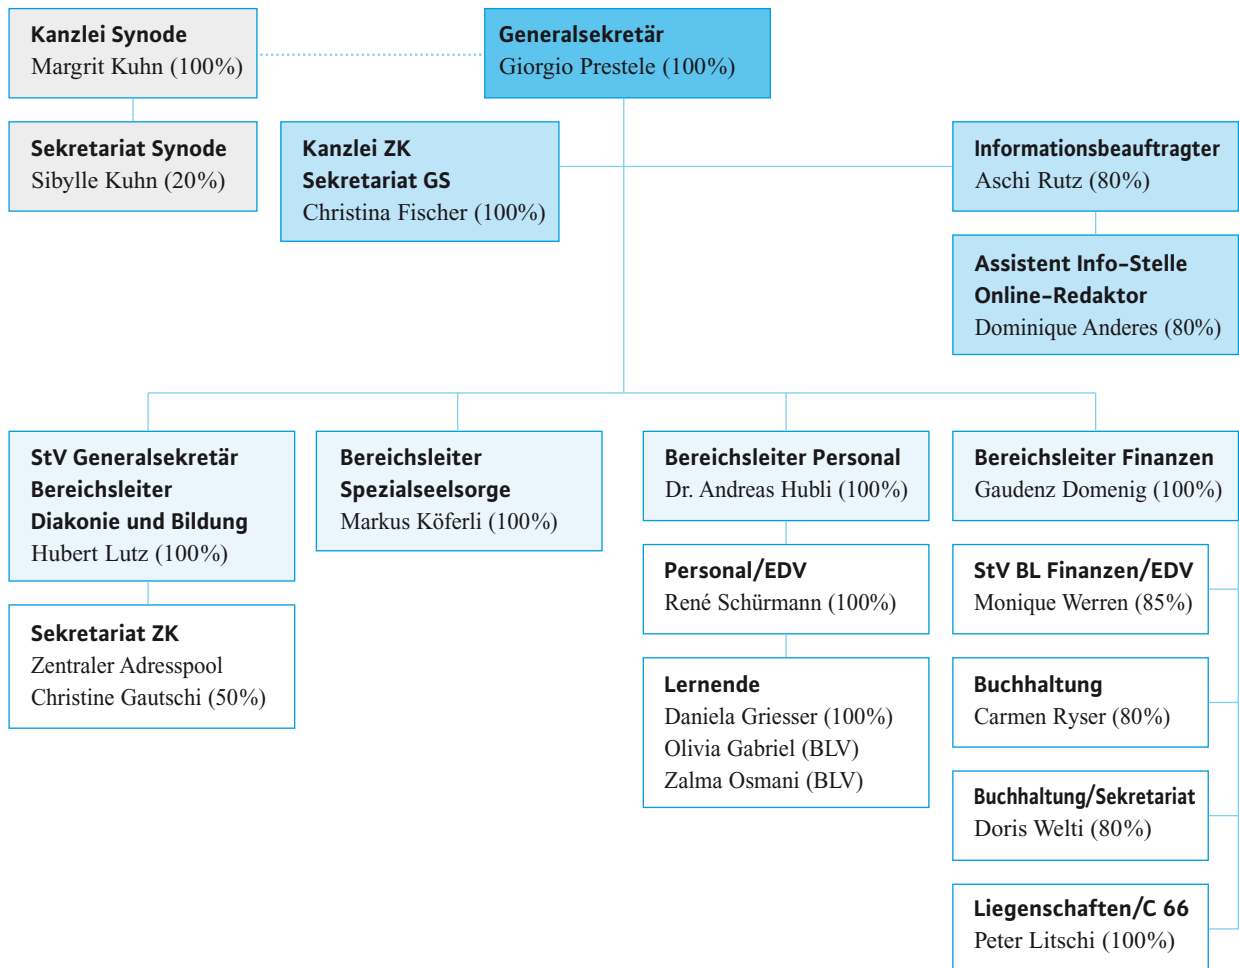 Kanzlei Synode
Margrit Kuhn (100%)
Generalsekretär
Giorgio Prestele (100%)
Sekretariat Synode
Sibylle Kuhn (20%)
Kanzlei ZK
Sekretariat GS
Christina Fischer (100%)
Informationsbeauftragter
Aschi Rutz (80%)
Assistent Info-Stelle
Online-Redaktor
Dominique Anderes (80%)
StV Generalsekretär
Bereichsleiter
Diakonie und Bildung
Hubert Lutz (100%)
Bereichsleiter
Spezialseelsorge
Markus Köferli (100%)
Bereichsleiter Personal
Dr. Andreas Hubli (100%)
Bereichsleiter Finanzen
Gaudenz Domenig (100%)
Sekretariat ZK
Zentraler Adresspool
Christine Gautschi (50%)
Personal/EDV
René Schürmann (100%)
Lernende
Daniela Griesser (100%)
Olivia Gabriel (BLV)
Zalma Osmani (BLV)
StV BL Finanzen/EDV
Monique Werren (85%)
Buchhaltung
Carmen Ryser (80%)
Buchhaltung/Sekretariat
Doris Welti (80%)
Liegenschaften/C 66
Peter Litschi (100%)